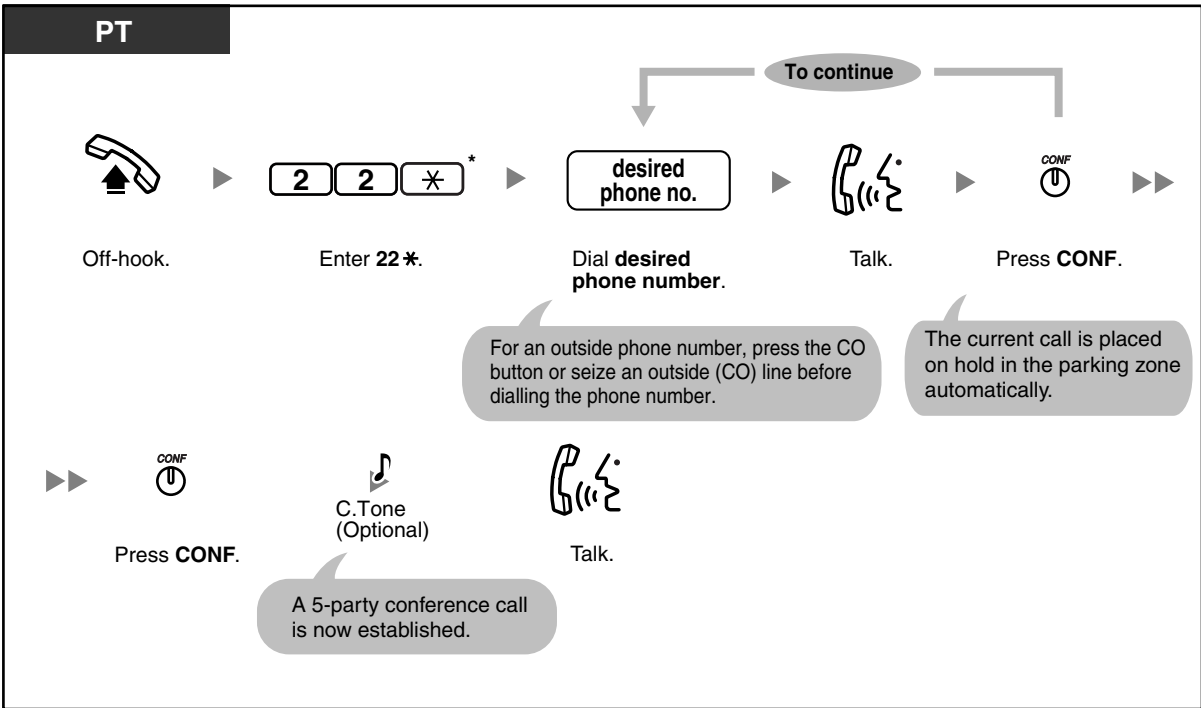 PT
To continue
2 2 ✳ *
desired
phone no.
CONF
Off-hook.
Enter 22✳.
Dial desired
phone number.
Talk.
Press CONF.
For an outside phone number, press the CO
button or seize an outside (CO) line before
dialling the phone number.
The current call is placed
on hold in the parking zone
automatically.
CONF
C.Tone
(Optional)
Press CONF.
Talk.
A 5-party conference call
is now established.